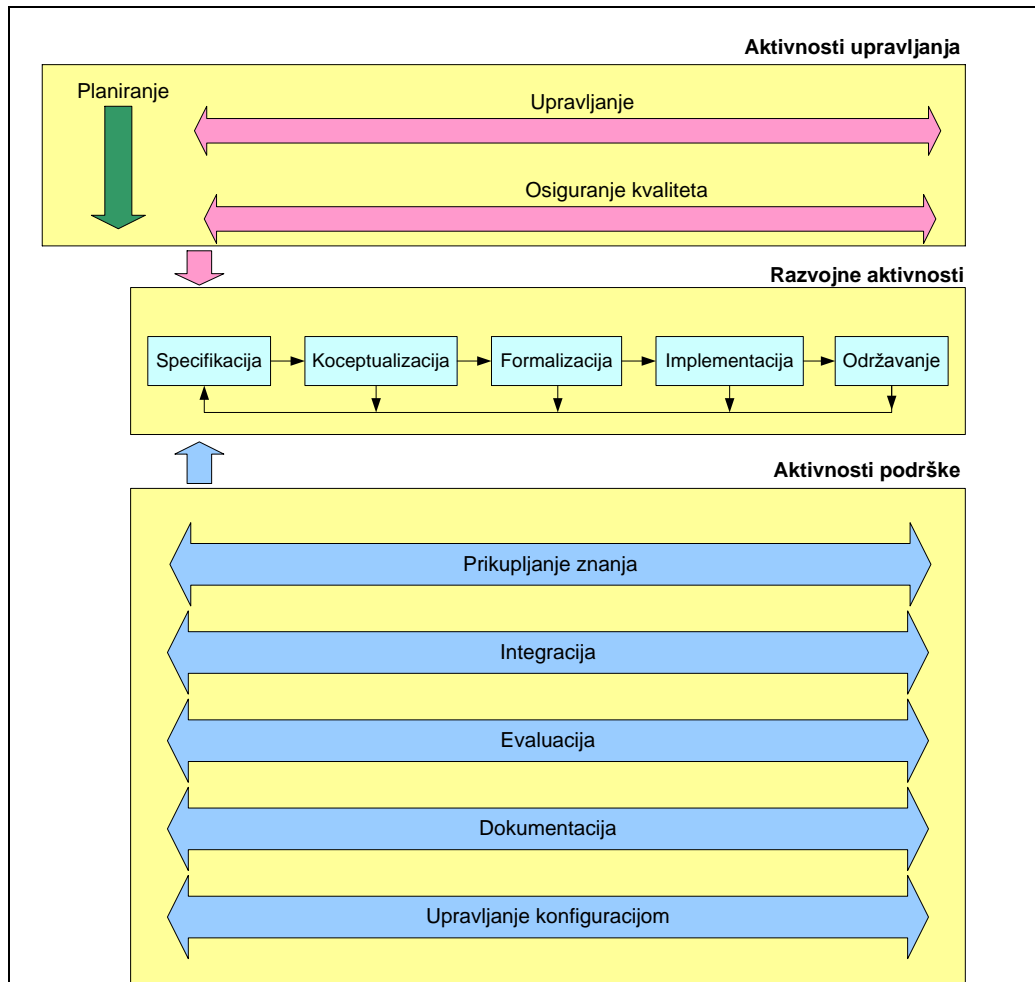 Aktivnosti upravljanja
Planiranje
Upravljanje
Osiguranje kvaliteta
Razvojne aktivnosti
Specifikacija
Koceptualizacija
Formalizacija
Implementacija
Održavanje
Aktivnosti podrške
Prikupljanje znanja
Integracija
Evaluacija
Dokumentacija
Upravljanje konfiguracijom